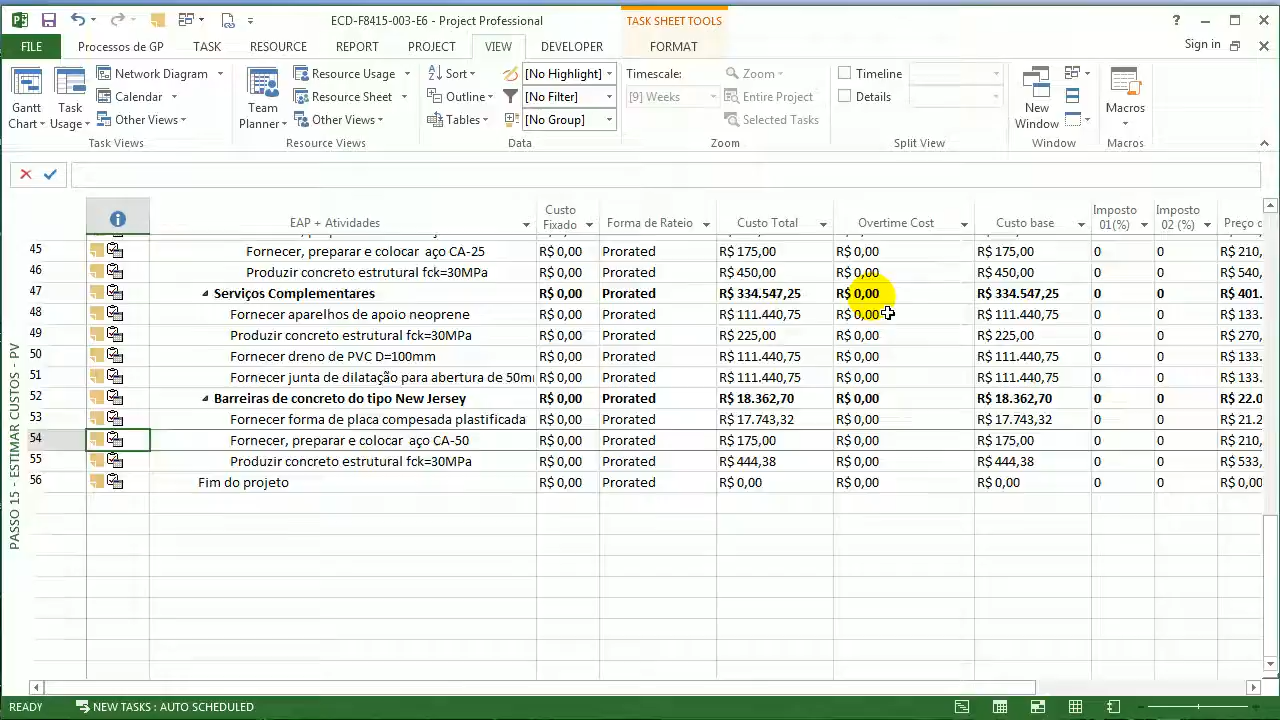 ECD-F8415-003-E6 - Project Professional
TASK SHEET TOOLS
FILE Processos de GP TASK RESOURCE REPORT PROJECT VIEW DEVELOPER FORMAT Sign in
Network Diagram Resource Usage Sort [No Highlight] Timescale: Zoom Timeline
Calendar Resource Sheet Outline [No Filter] [9] Weeks Entire Project Details
Gantt Chart Task Usage Other Views Team Planner Other Views Tables [No Group] Selected Tasks New Window Macros
Task Views Resource Views Data Zoom Split View Window Macros
EAP + Atividades Custo Fixado Forma de Rateio Custo Total Overtime Cost Custo base Imposto 01(%) Imposto 02 (%) Preço
45 Fornecer, preparar e colocar aço CA-25 R$ 0,00 Prorated R$ 175,00 R$ 0,00 R$ 175,00 0 0 R$ 210,
46 Produzir concreto estrutural fck=30MPa R$ 0,00 Prorated R$ 450,00 R$ 0,00 R$ 450,00 0 0 R$ 540,
47 Serviços Complementares R$ 0,00 Prorated R$ 334.547,25 R$ 0,00 R$ 334.547,25 0 0 R$ 401.
48 Fornecer aparelhos de apoio neoprene R$ 0,00 Prorated R$ 111.440,75 R$ 0,00 R$ 111.440,75 0 0 R$ 133.
49 Produzir concreto estrutural fck=30MPa R$ 0,00 Prorated R$ 225,00 R$ 0,00 R$ 225,00 0 0 R$ 270,
50 Fornecer dreno de PVC D=100mm R$ 0,00 Prorated R$ 111.440,75 R$ 0,00 R$ 111.440,75 0 0 R$ 133.
51 Fornecer junta de dilatação para abertura de 50m R$ 0,00 Prorated R$ 111.440,75 R$ 0,00 R$ 111.440,75 0 0 R$ 133.
52 Barreiras de concreto do tipo New Jersey R$ 0,00 Prorated R$ 18.362,70 R$ 0,00 R$ 18.362,70 0 0 R$ 22.0
53 Fornecer forma de placa compesada plastificada R$ 0,00 Prorated R$ 17.743,32 R$ 0,00 R$ 17.743,32 0 0 R$ 21.2
54 Fornecer, preparar e colocar aço CA-50 R$ 0,00 Prorated R$ 175,00 R$ 0,00 R$ 175,00 0 0 R$ 210,
55 Produzir concreto estrutural fck=30MPa R$ 0,00 Prorated R$ 444,38 R$ 0,00 R$ 444,38 0 0 R$ 533,
56 Fim do projeto R$ 0,00 Prorated R$ 0,00 R$ 0,00 R$ 0,00 0 0 R$ 0,00
PASSO 15 - ESTIMAR CUSTOS - PV
READY NEW TASKS : AUTO SCHEDULED